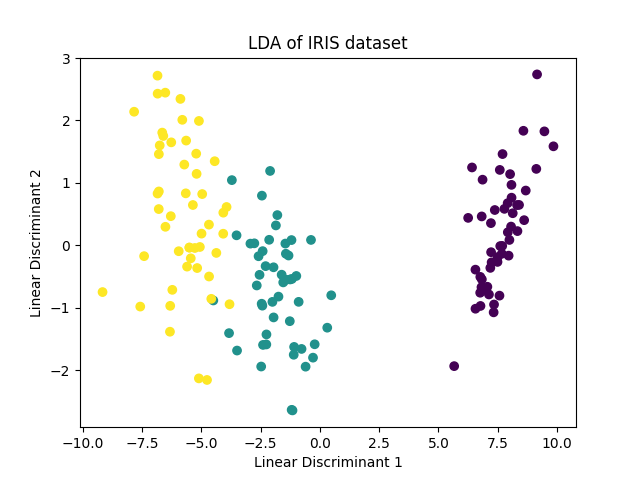 LDA of IRIS dataset
3
2
1
0
−1
−2
Linear Discriminant 2
−10.0 −7.5 −5.0 −2.5 0.0 2.5 5.0 7.5 10.0
Linear Discriminant 1